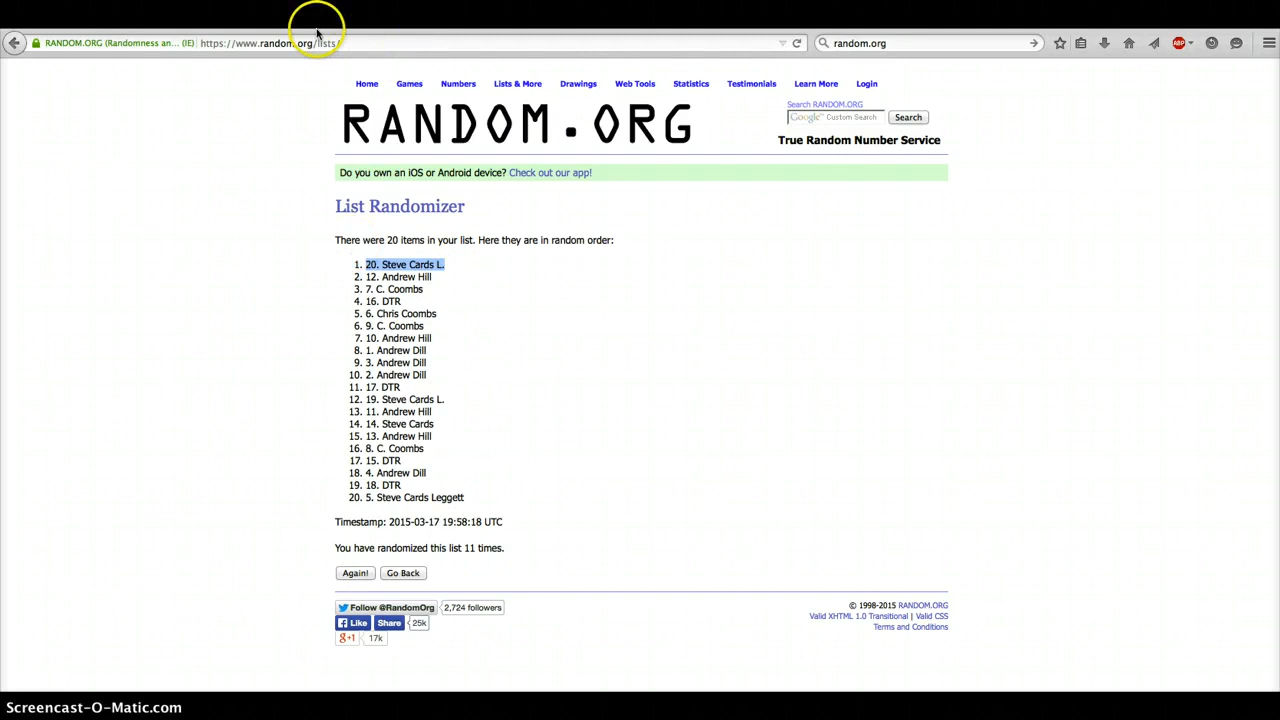 RANDOM.ORG (Randomness an... (IE) https://www.random.org/lists/ random.org ABP
Home Games Numbers Lists & More Drawings Web Tools Statistics Testimonials Learn More Login
RANDOM.ORG
Search RANDOM.ORG
Google™ Custom Search Search
True Random Number Service
Do you own an iOS or Android device? Check out our app!
List Randomizer
There were 20 items in your list. Here they are in random order:
1. 20. Steve Cards L.
2. 12. Andrew Hill
3. 7. C. Coombs
4. 16. DTR
5. 6. Chris Coombs
6. 9. C. Coombs
7. 10. Andrew Hill
8. 1. Andrew Dill
9. 3. Andrew Dill
10. 2. Andrew Dill
11. 17. DTR
12. 19. Steve Cards L.
13. 11. Andrew Hill
14. 14. Steve Cards
15. 13. Andrew Hill
16. 8. C. Coombs
17. 15. DTR
18. 4. Andrew Dill
19. 18. DTR
20. 5. Steve Cards Leggett
Timestamp: 2015-03-17 19:58:18 UTC
You have randomized this list 11 times.
Again! Go Back
Follow @RandomOrg 2,724 followers
Like Share 25k
g+1 17k
© 1998-2015 RANDOM.ORG
Valid XHTML 1.0 Transitional | Valid CSS
Terms and Conditions
Screencast-O-Matic.com